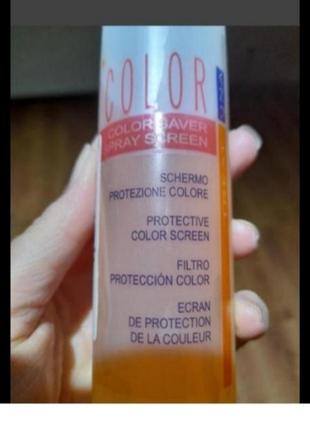 COLOR
COLOR SAVER
SPRAY SCREEN
SCHERMO
PROTEZIONE COLORE
PROTECTIVE
COLOR SCREEN
FILTRO
PROTECCIÓN COLOR
ECRAN
DE PROTECTION
DE LA COULEUR